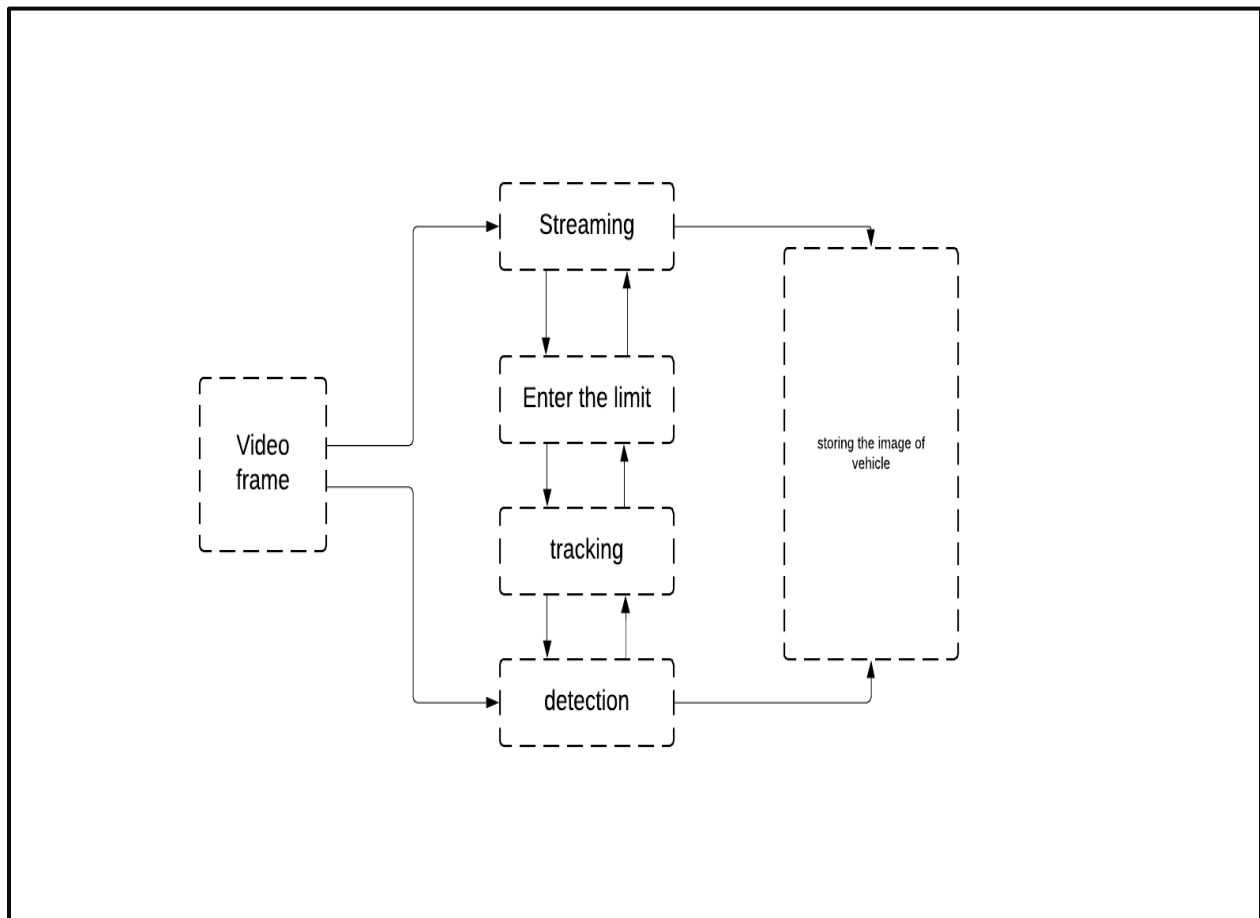 Streaming
Enter the limit
Video
frame
storing the image of
vehicle
tracking
detection